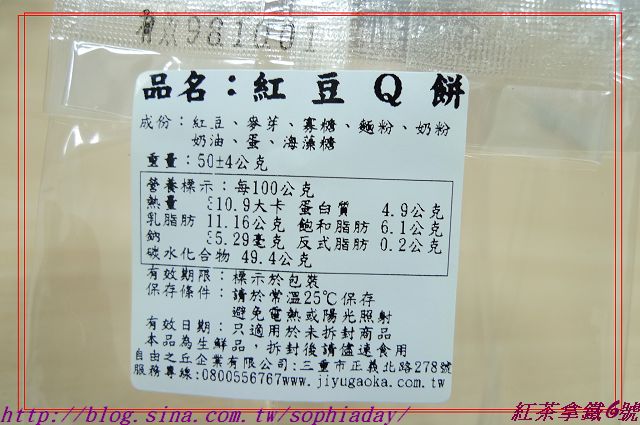 981001
品名：紅豆Q餅
成份：紅豆、麥芽、寡糖、麵粉、奶粉
奶油、蛋、海藻糖
重量：50±4公克
營養標示：每100公克
熱量 310.9大卡 蛋白質 4.9公克
乳脂肪 11.16公克 飽和脂肪 6.1公克
鈉 35.29毫克 反式脂肪 0.2公克
碳水化合物 49.4公克
有效期限：標示於包裝
保存條件：請於常溫25℃保存
避免電熱或陽光照射
有效日期：只適用於未拆封商品
本品為生鮮品，拆封後請儘速食用
自由之丘企業有限公司：三重市正義北路278號
服務專線：0800556767www.jiyugaoka.com.tw
http://blog.sina.com.tw/sophiaday/
紅茶拿鐵6號